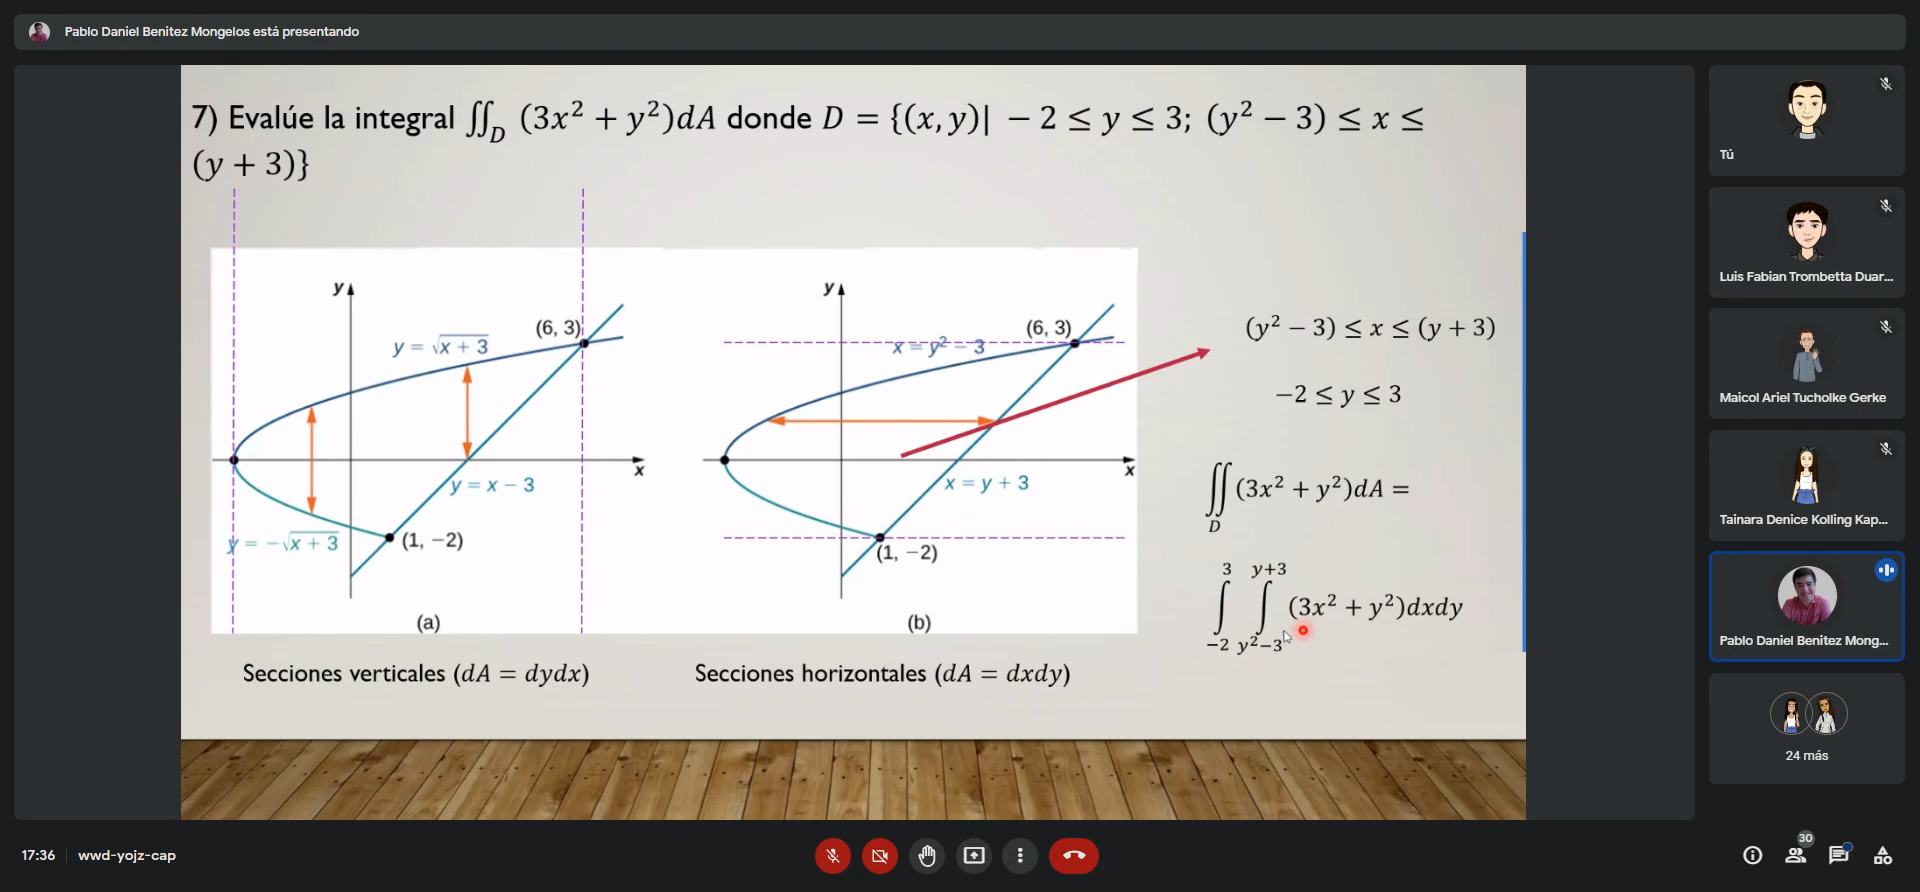 Pablo Daniel Benitez Mongelos está presentando
7) Evalúe la integral ∬_D (3x² + y²)dA donde D = {(x, y)| − 2 ≤ y ≤ 3; (y² − 3) ≤ x ≤
(y + 3)}
y
(6, 3)
y = √(x + 3)
x
y = x − 3
y = −√(x + 3)
(1, −2)
(a)
y
(6, 3)
x = y² − 3
x
x = y + 3
(1, −2)
(b)
Secciones verticales (dA = dydx)
Secciones horizontales (dA = dxdy)
(y² − 3) ≤ x ≤ (y + 3)
−2 ≤ y ≤ 3
∬_D (3x² + y²)dA =
∫_{−2}^{3} ∫_{y²−3}^{y+3} (3x² + y²)dxdy
Tú
Luis Fabian Trombetta Duar...
Maicol Ariel Tucholke Gerke
Tainara Denice Kolling Kap...
Pablo Daniel Benitez Mong...
24 más
17:36 | wwd-yojz-cap
30